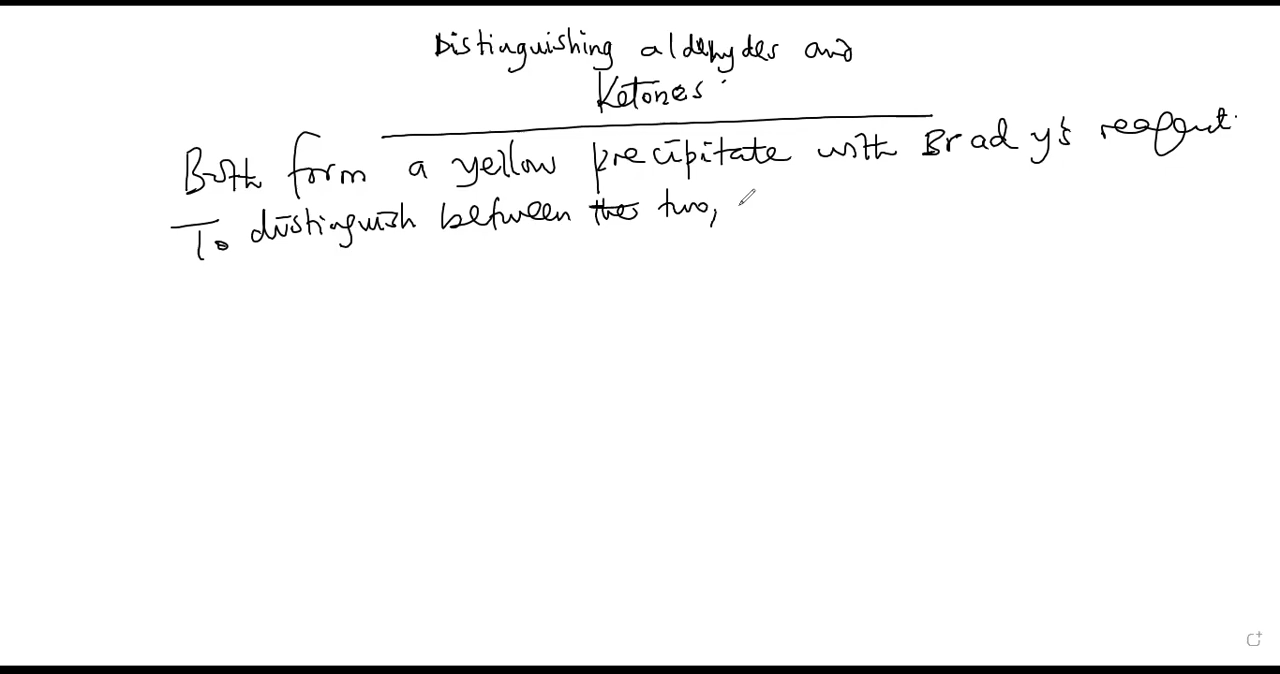 Distinguishing aldehydes and
Ketones.
Both form a yellow precipitate with Brady's reagent.
To distinguish between the two,